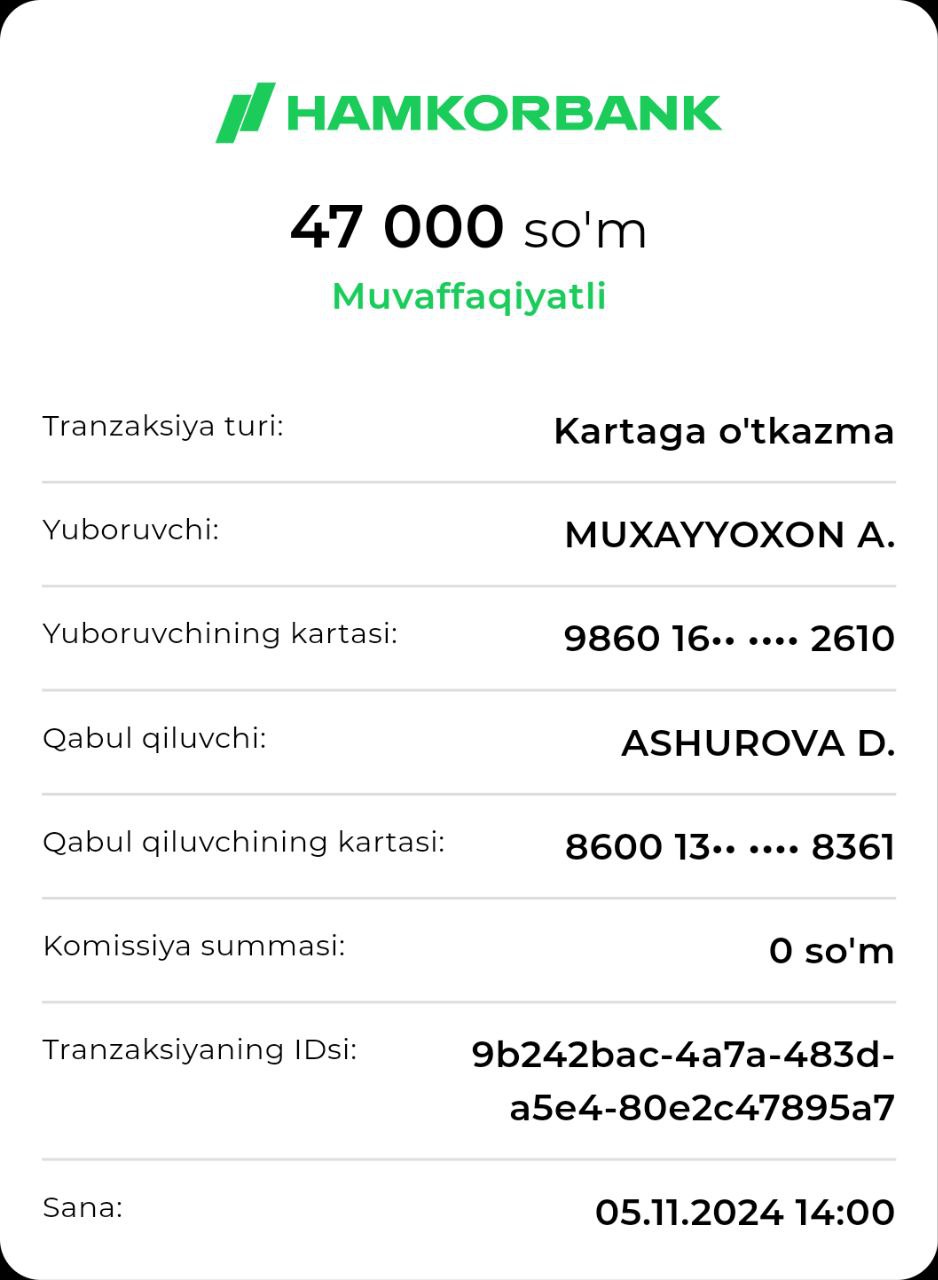 HAMKORBANK
47 000 so'm
Muvaffaqiyatli
Tranzaksiya turi: Kartaga o'tkazma
Yuboruvchi: MUXAYYOXON A.
Yuboruvchining kartasi: 9860 16•• •••• 2610
Qabul qiluvchi: ASHUROVA D.
Qabul qiluvchining kartasi: 8600 13•• •••• 8361
Komissiya summasi: 0 so'm
Tranzaksiyaning IDsi: 9b242bac-4a7a-483d-
a5e4-80e2c47895a7
Sana: 05.11.2024 14:00